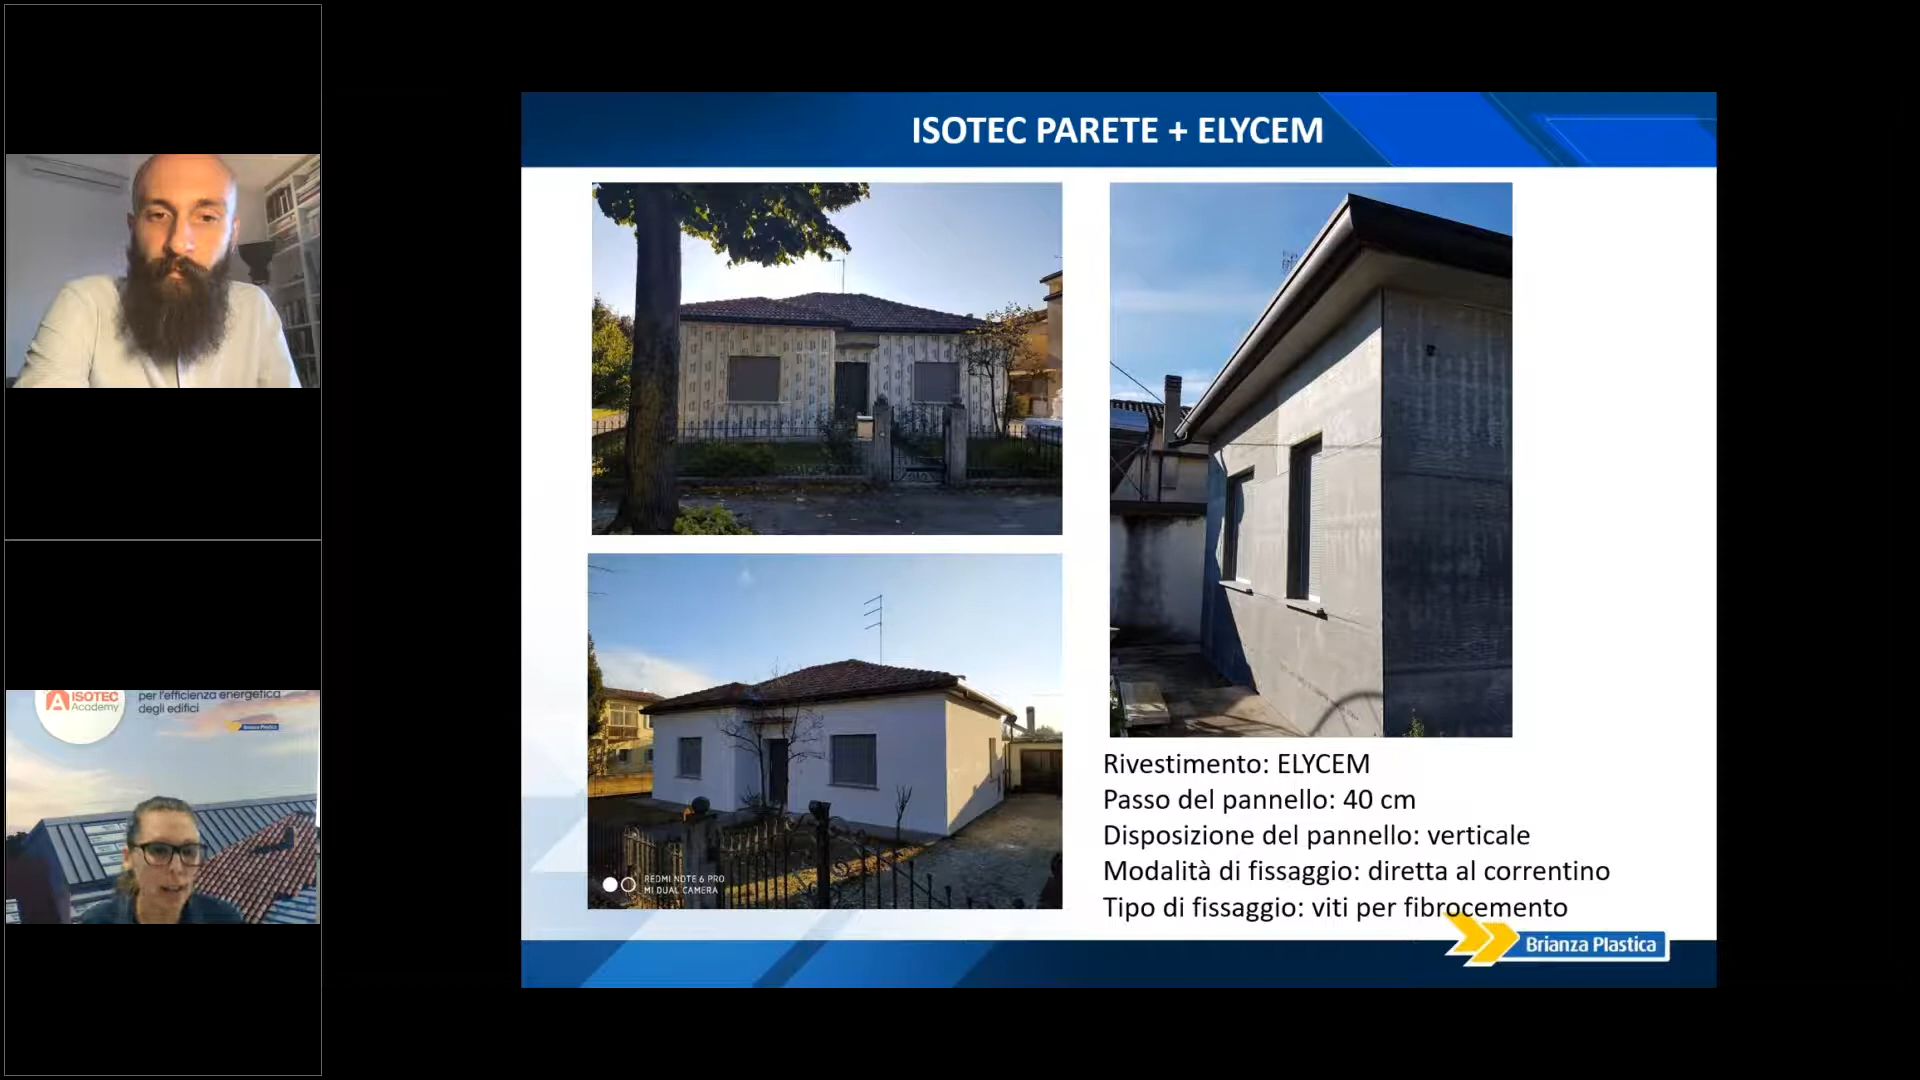 ISOTEC PARETE + ELYCEM
REDMI NOTE 6 PRO
MI DUAL CAMERA
Rivestimento: ELYCEM
Passo del pannello: 40 cm
Disposizione del pannello: verticale
Modalità di fissaggio: diretta al correntino
Tipo di fissaggio: viti per fibrocemento
Brianza Plastica
ISOTEC
Academy
per l'efficienza energetica
degli edifici
Brianza Plastica